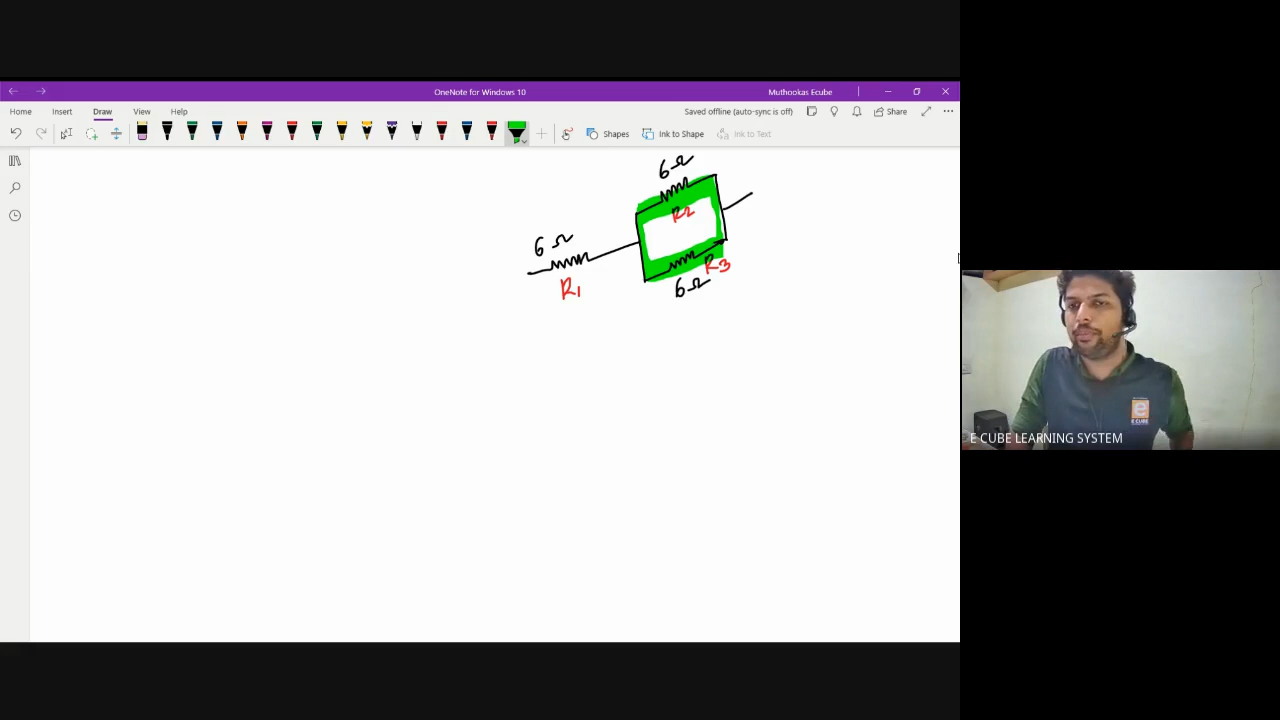 OneNote for Windows 10
Muthookas Ecube
Home Insert Draw View Help
Saved offline (auto-sync is off)
Share
Shapes
Ink to Shape
Ink to Text
6 Ω
R2
6 Ω
R1
R3
6 Ω
e
E CUBE
E CUBE LEARNING SYSTEM